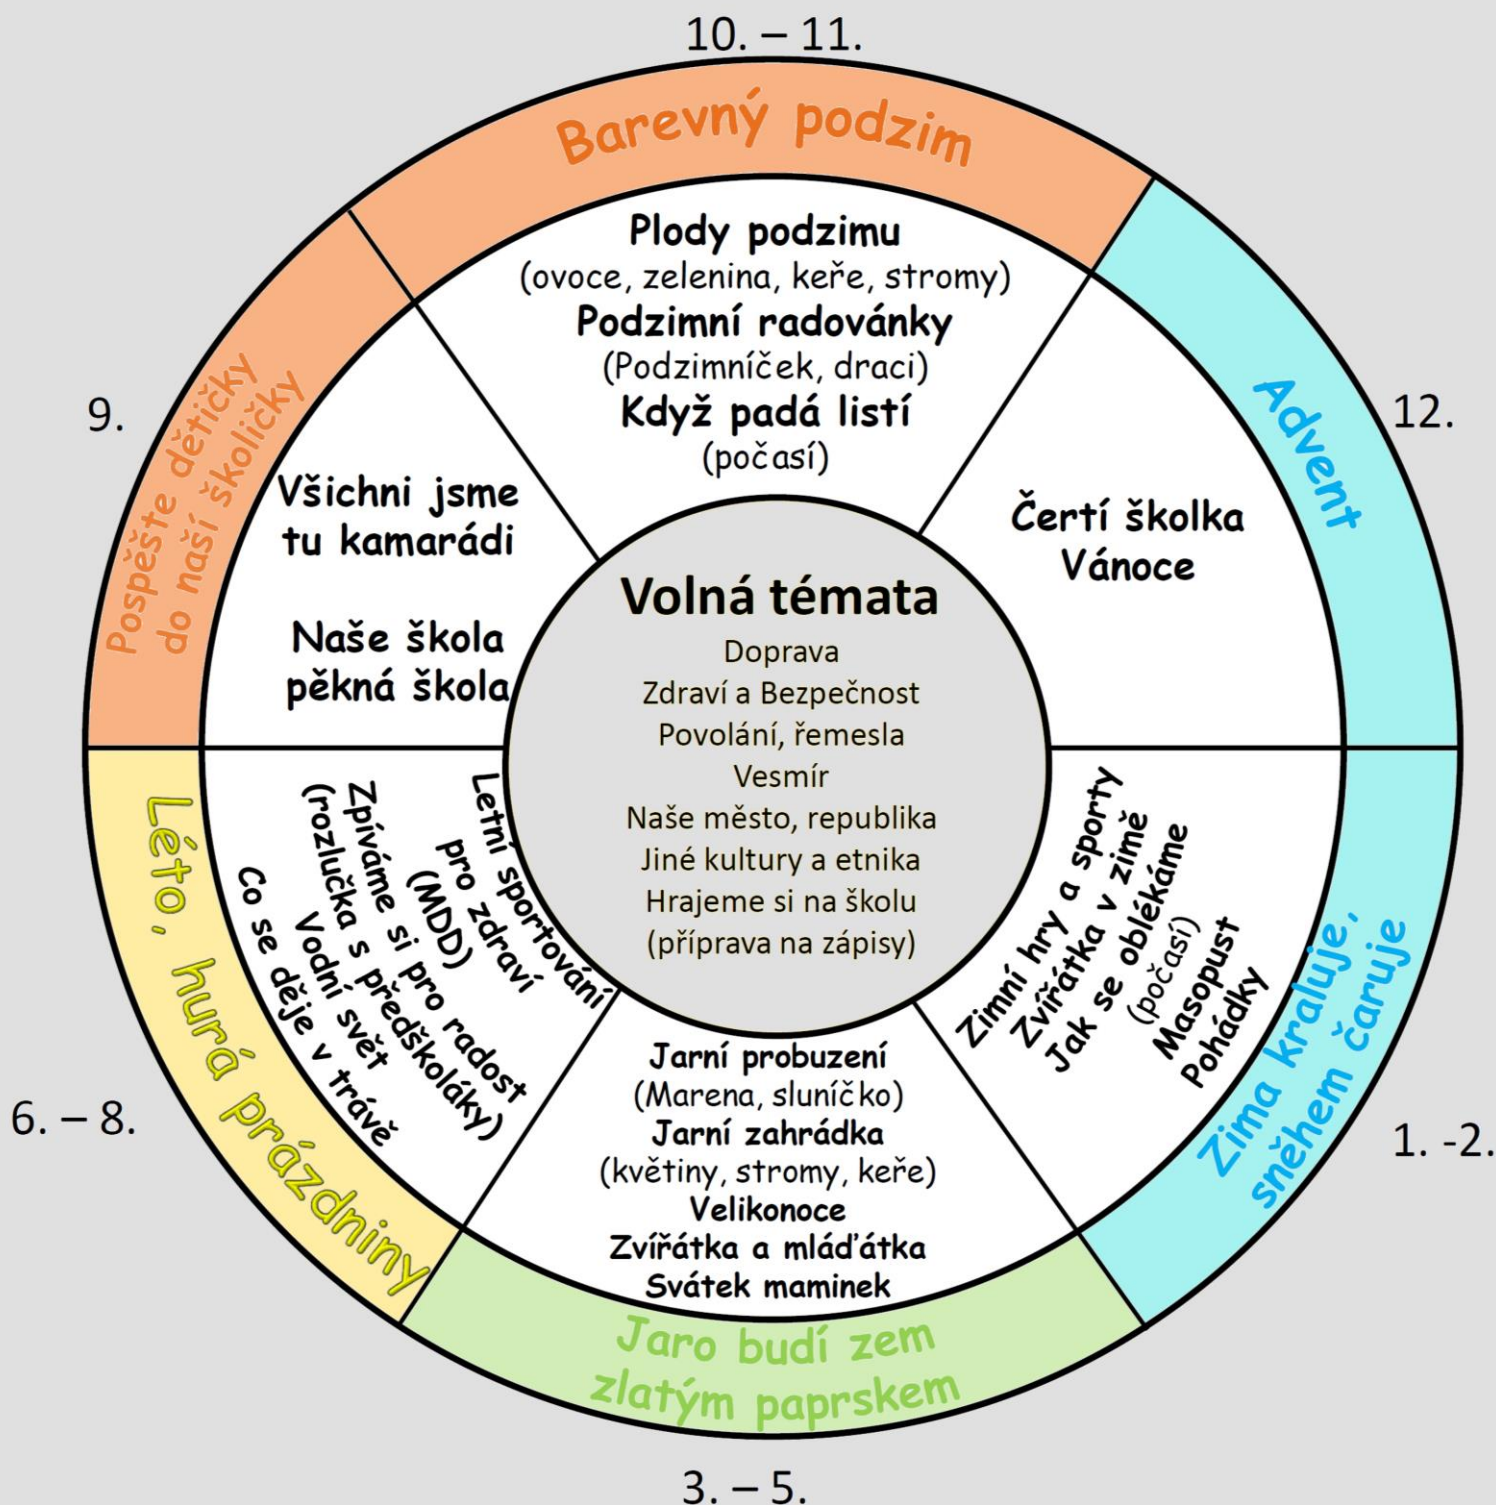 10. – 11.
Barevný podzim
Plody podzimu
(ovoce, zelenina, keře, stromy)
Podzimní radovánky
(Podzimníček, draci)
Když padá listí
(počasí)
12.
Advent
Čertí školka
Vánoce
1. -2.
Zima kraluje,
sněhem čaruje
Zimní hry a sporty
Zvířátka v zimě
Jak se oblékáme
(počasí)
Masopust
Pohádky
3. – 5.
Jaro budí zem
zlatým paprskem
Jarní probuzení
(Marena, sluníčko)
Jarní zahrádka
(květiny, stromy, keře)
Velikonoce
Zvířátka a mláďátka
Svátek maminek
6. – 8.
Léto, hurá prázdniny
Letní sportování
pro zdraví
(MDD)
Zpíváme si pro radost
(rozlučka s předškoláky)
Vodní svět
Co se děje v trávě
9.
Pospěšte dětičky
do naší školičky
Všichni jsme
tu kamarádi
Naše škola
pěkná škola
Volná témata
Doprava
Zdraví a Bezpečnost
Povolání, řemesla
Vesmír
Naše město, republika
Jiné kultury a etnika
Hrajeme si na školu
(příprava na zápisy)